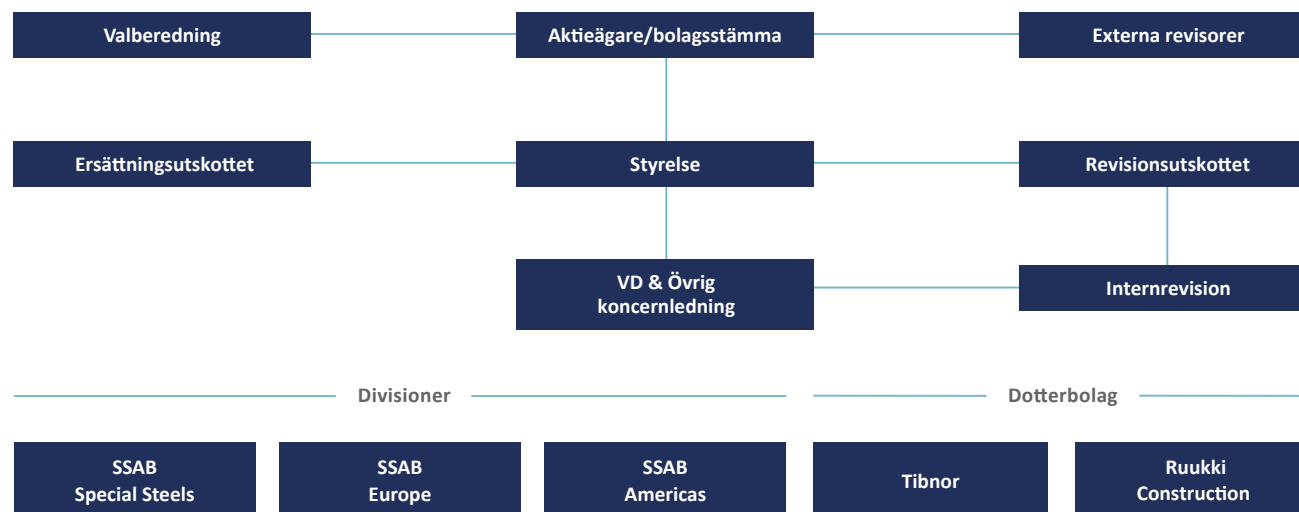 Valberedning
Aktieägare/bolagsstämma
Externa revisorer
Ersättningsutskottet
Styrelse
Revisionsutskottet
VD & Övrig
koncernledning
Internrevision
Divisioner
Dotterbolag
SSAB
Special Steels
SSAB
Europe
SSAB
Americas
Tibnor
Ruukki
Construction